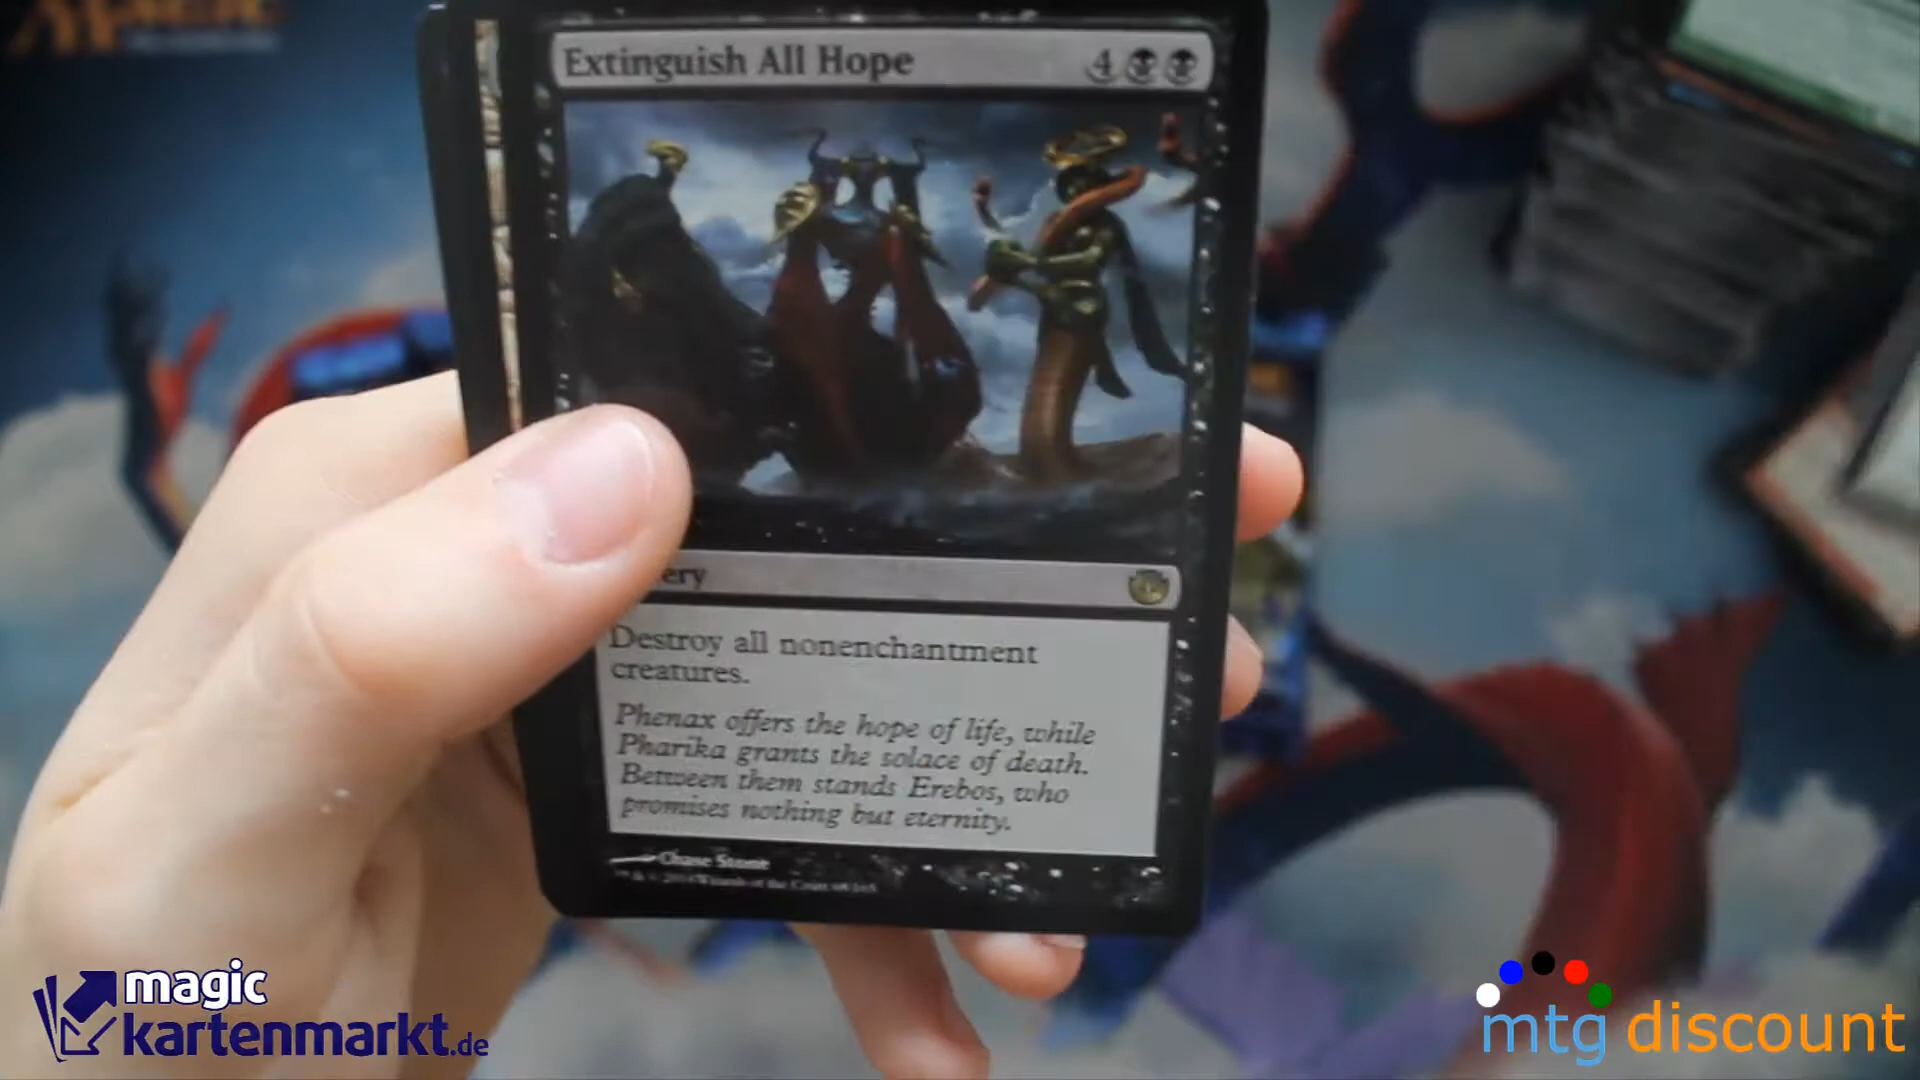 Extinguish All Hope 4
ery
Destroy all nonenchantment
creatures.
Phenax offers the hope of life, while
Pharika grants the solace of death.
Between them stands Erebos, who
promises nothing but eternity.
Chase Stone
magic
kartenmarkt.de
mtg discount